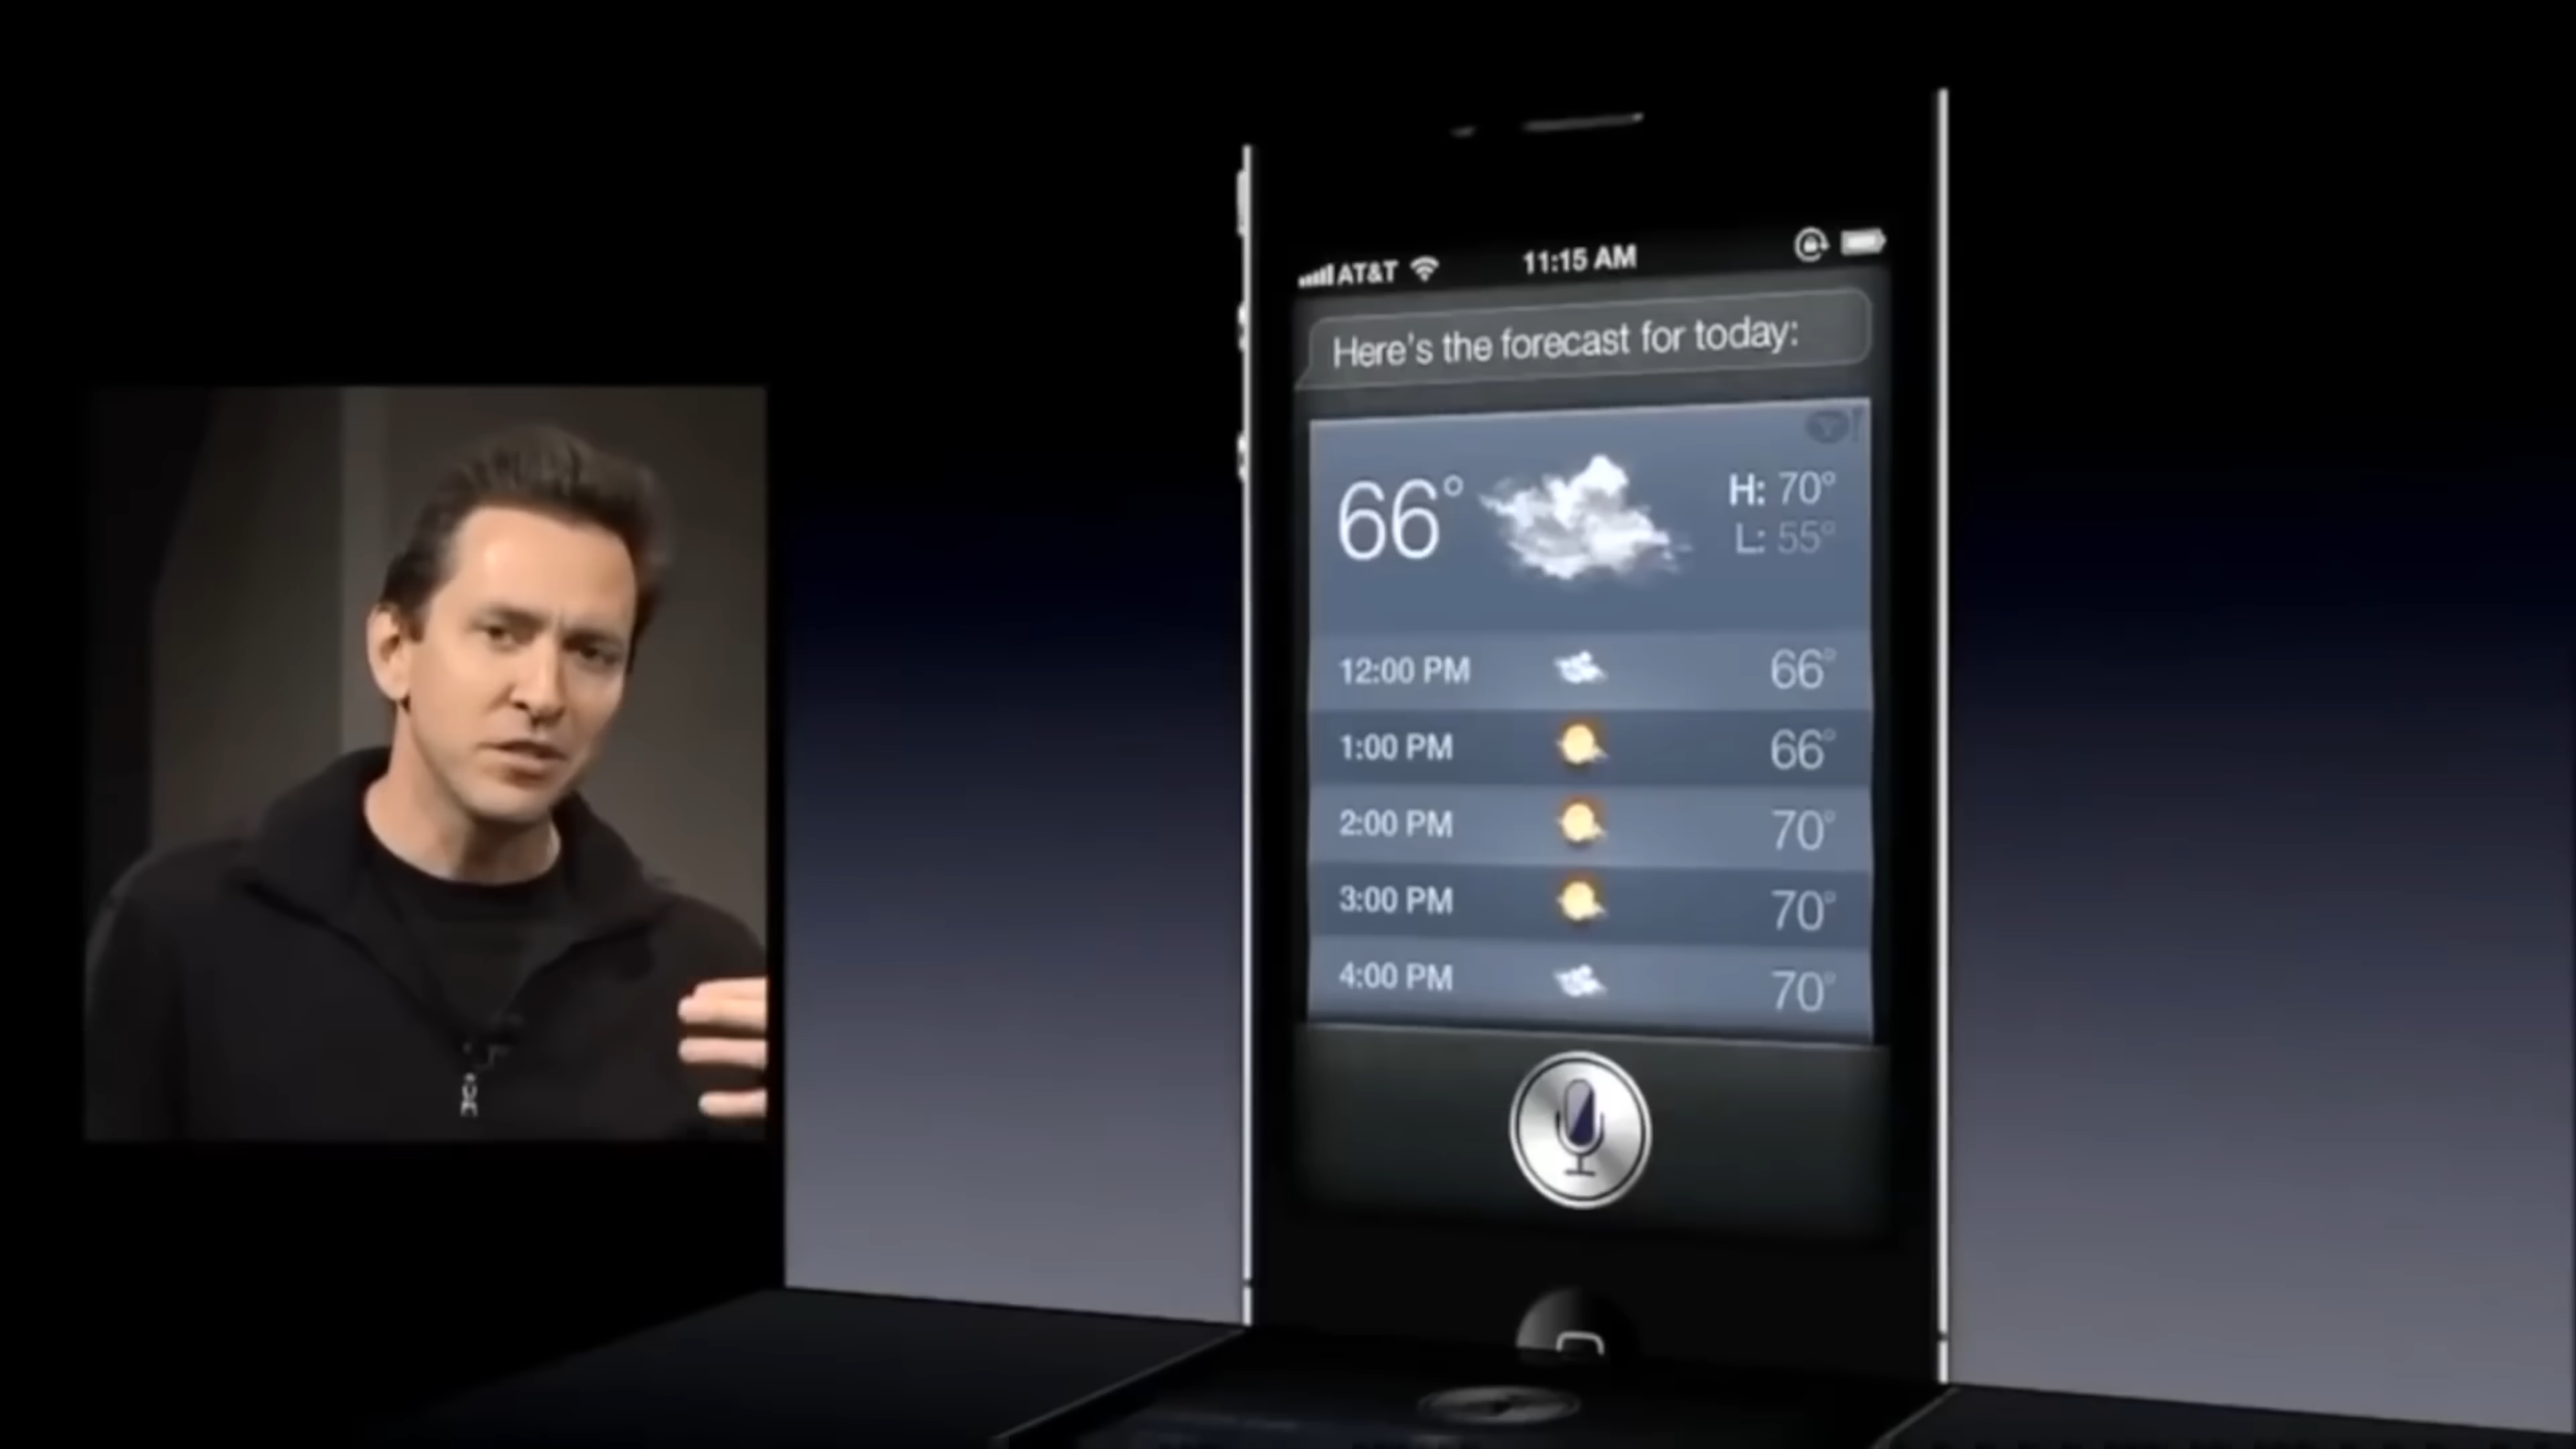 AT&T 11:15 AM
Here's the forecast for today:
66°
H: 70°
L: 55°
12:00 PM 66°
1:00 PM 66°
2:00 PM 70°
3:00 PM 70°
4:00 PM 70°